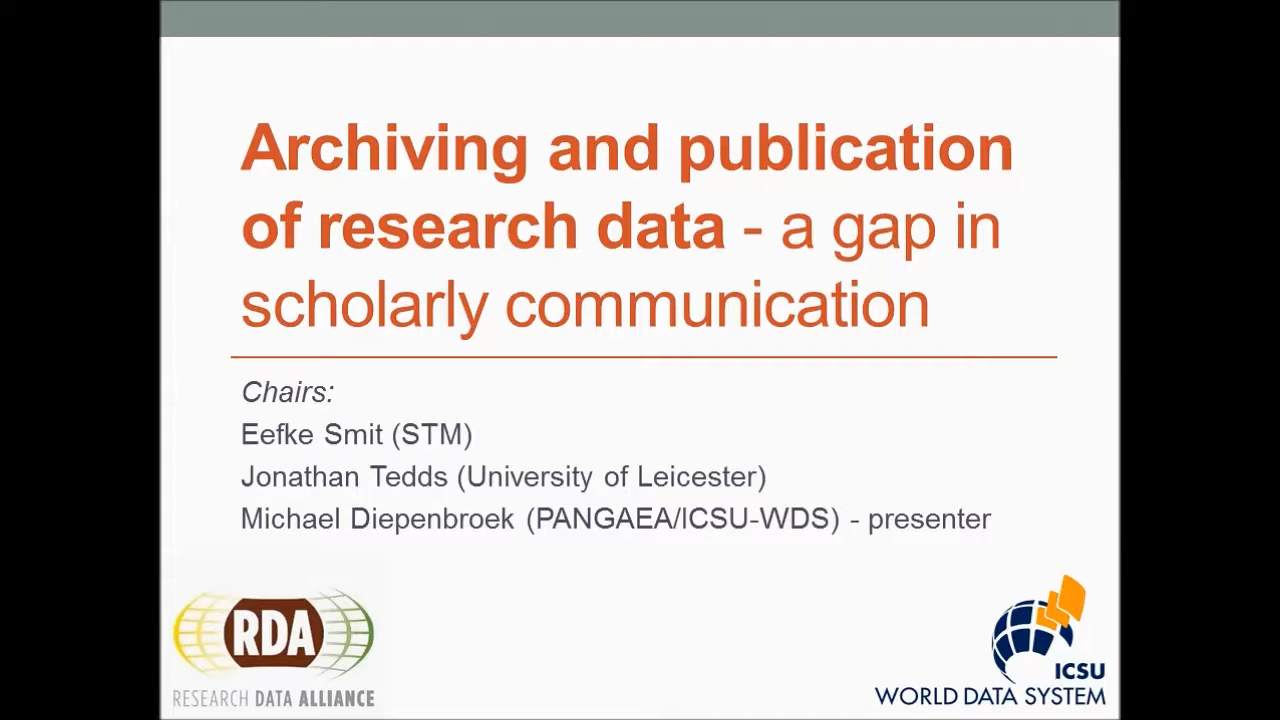 Archiving and publication
of research data - a gap in
scholarly communication
Chairs:
Eefke Smit (STM)
Jonathan Tedds (University of Leicester)
Michael Diepenbroek (PANGAEA/ICSU-WDS) - presenter
RDA
RESEARCH DATA ALLIANCE
ICSU
WORLD DATA SYSTEM